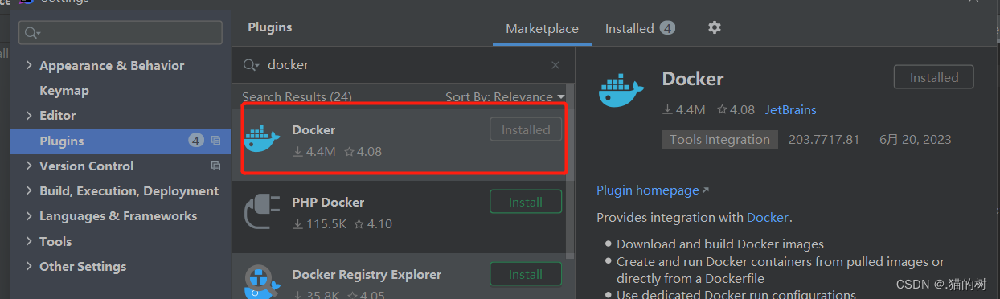 Settings
Plugins
Marketplace
Installed 4
Appearance & Behavior
Keymap
Editor
Plugins 4
Version Control
Build, Execution, Deployment
Languages & Frameworks
Tools
Other Settings
docker
Search Results (24)
Sort By: Relevance
Docker
Installed
4.4M 4.08
PHP Docker
Install
115.5K 4.10
Docker Registry Explorer
Install
35.8K 4.05
Docker
Installed
4.4M 4.08 JetBrains
Tools Integration 203.7717.81 6月 20, 2023
Plugin homepage
Provides integration with Docker.
Download and build Docker images
Create and run Docker containers from pulled images or
directly from a Dockerfile
Use dedicated Docker run configurations
CSDN @.猫的树